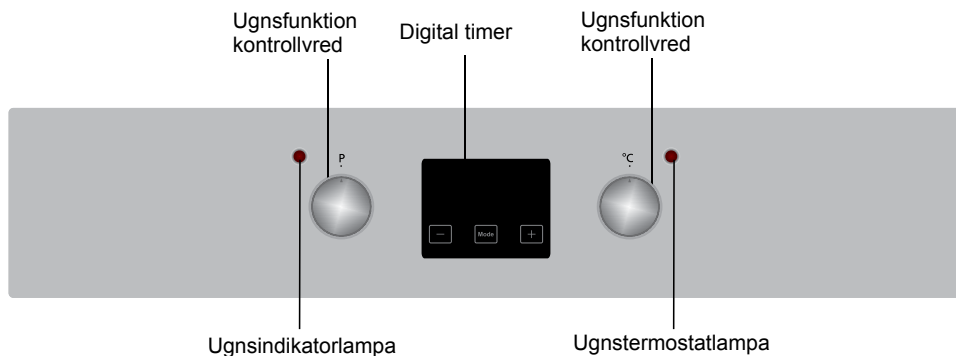 Ugnsfunktion
kontrollvred
Digital timer
Ugnsfunktion
kontrollvred
P
°C
Mode
Ugnsindikatorlampa
Ugnstermostatlampa